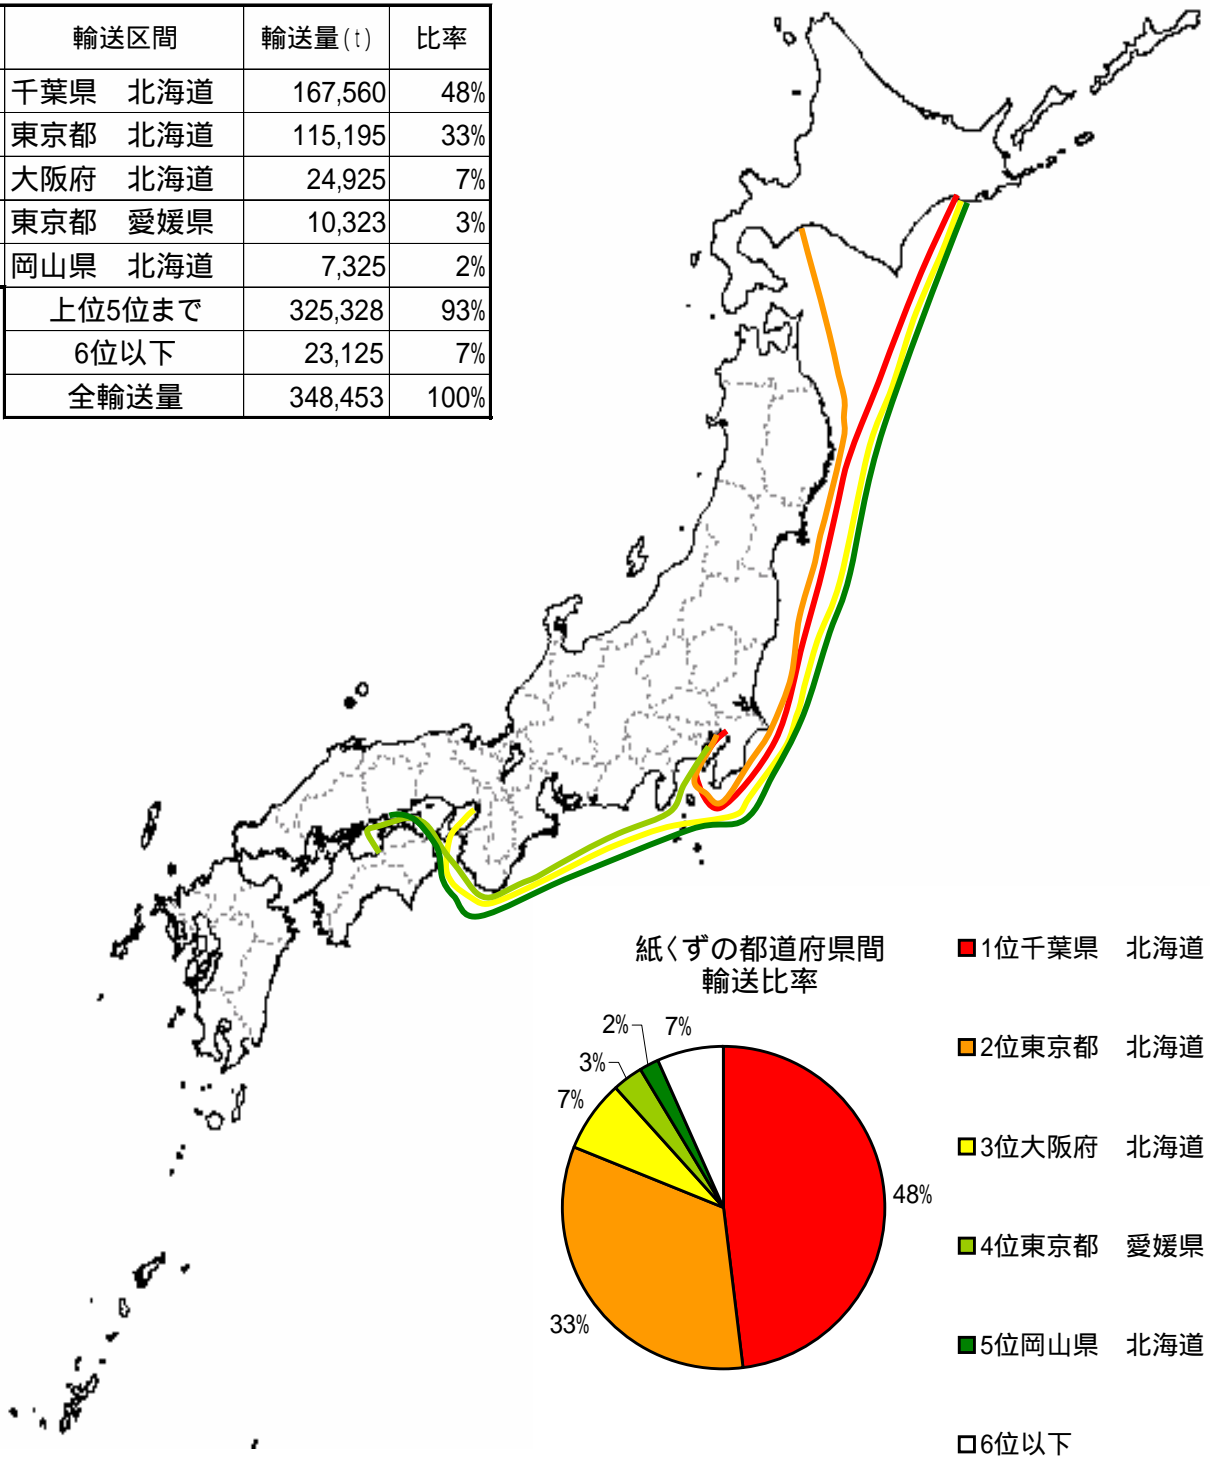 輸送区間 輸送量(t) 比率
千葉県　北海道 167,560 48%
東京都　北海道 115,195 33%
大阪府　北海道 24,925 7%
東京都　愛媛県 10,323 3%
岡山県　北海道 7,325 2%
上位5位まで 325,328 93%
6位以下 23,125 7%
全輸送量 348,453 100%
紙くずの都道府県間
輸送比率
2% 7%
3%
7%
48%
33%
1位千葉県　北海道
2位東京都　北海道
3位大阪府　北海道
4位東京都　愛媛県
5位岡山県　北海道
6位以下